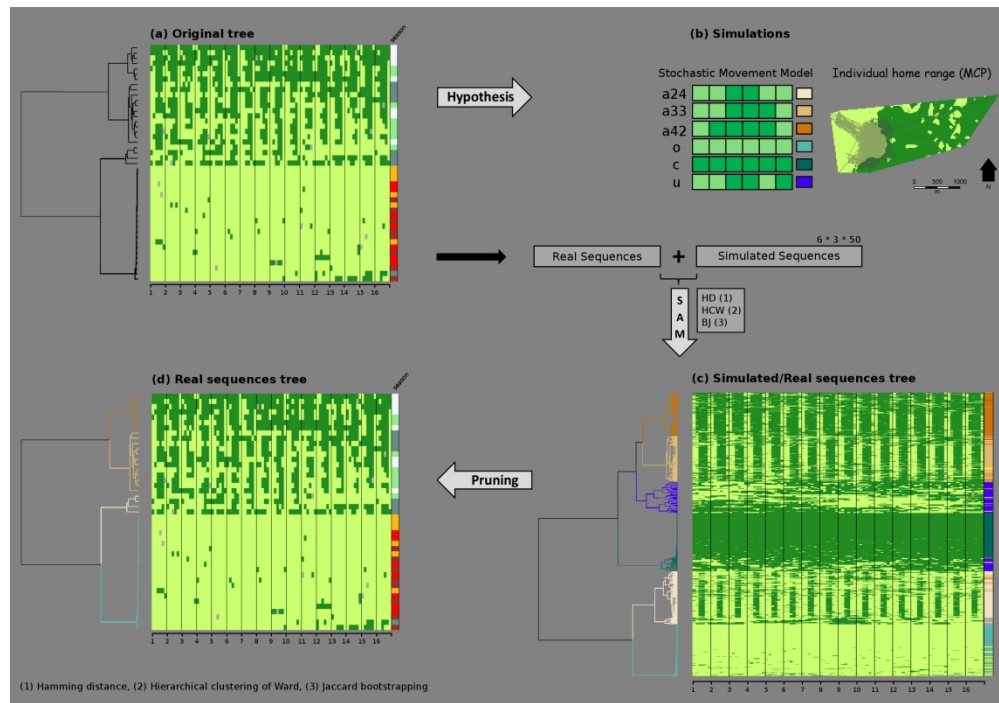 (a) Original tree
season
1 2 3 4 5 6 7 8 9 10 11 12 13 14 15 16
Hypothesis
(b) Simulations
Stochastic Movement Model
Individual home range (MCP)
a24
a33
a42
o
c
u
0 500 1000
m
N
6 * 3 * 50
Real Sequences + Simulated Sequences
S
A
M
HD (1)
HCW (2)
BJ (3)
(d) Real sequences tree
season
1 2 3 4 5 6 7 8 9 10 11 12 13 14 15 16
Pruning
(c) Simulated/Real sequences tree
1 2 3 4 5 6 7 8 9 10 11 12 13 14 15 16
(1) Hamming distance, (2) Hierarchical clustering of Ward, (3) Jaccard bootstrapping